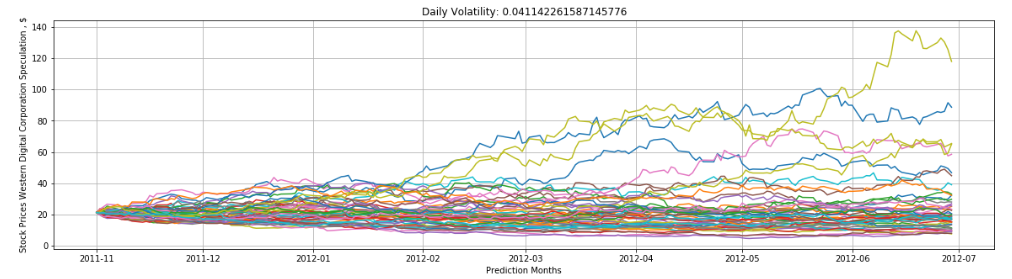 Daily Volatility: 0.041142261587145776
Stock Prices Western Digital Corporation Speculation , $
140
120
100
80
60
40
20
0
2011-11 2011-12 2012-01 2012-02 2012-03 2012-04 2012-05 2012-06 2012-07
Prediction Months